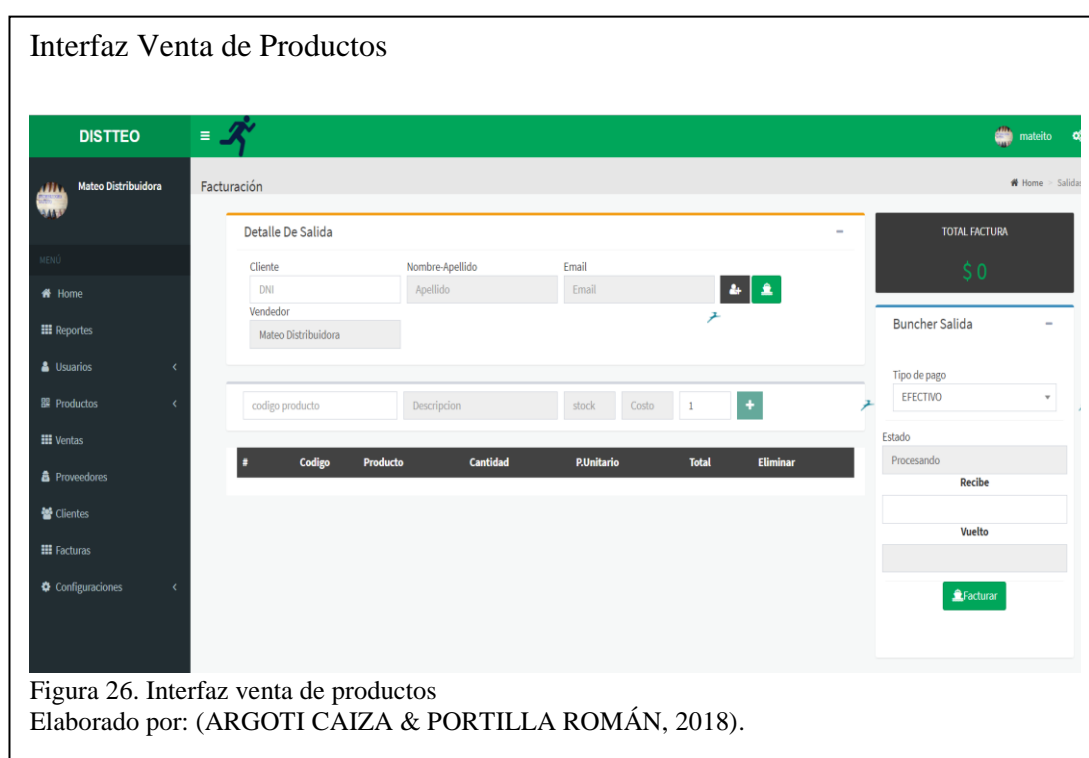 Interfaz Venta de Productos
DISTTEO
mateito
Mateo Distribuidora
Facturación
Home > Salidas
MENÚ
Home
Reportes
Usuarios
Productos
Ventas
Proveedores
Clientes
Facturas
Configuraciones
Detalle De Salida
Cliente Nombre-Apellido Email
DNI Apellido Email
Vendedor
Mateo Distribuidora
codigo producto Descripcion stock Costo 1 +
# Codigo Producto Cantidad P.Unitario Total Eliminar
TOTAL FACTURA
$ 0
Buncher Salida
Tipo de pago
EFECTIVO
Estado
Procesando
Recibe
Vuelto
Facturar
Figura 26. Interfaz venta de productos
Elaborado por: (ARGOTI CAIZA & PORTILLA ROMÁN, 2018).